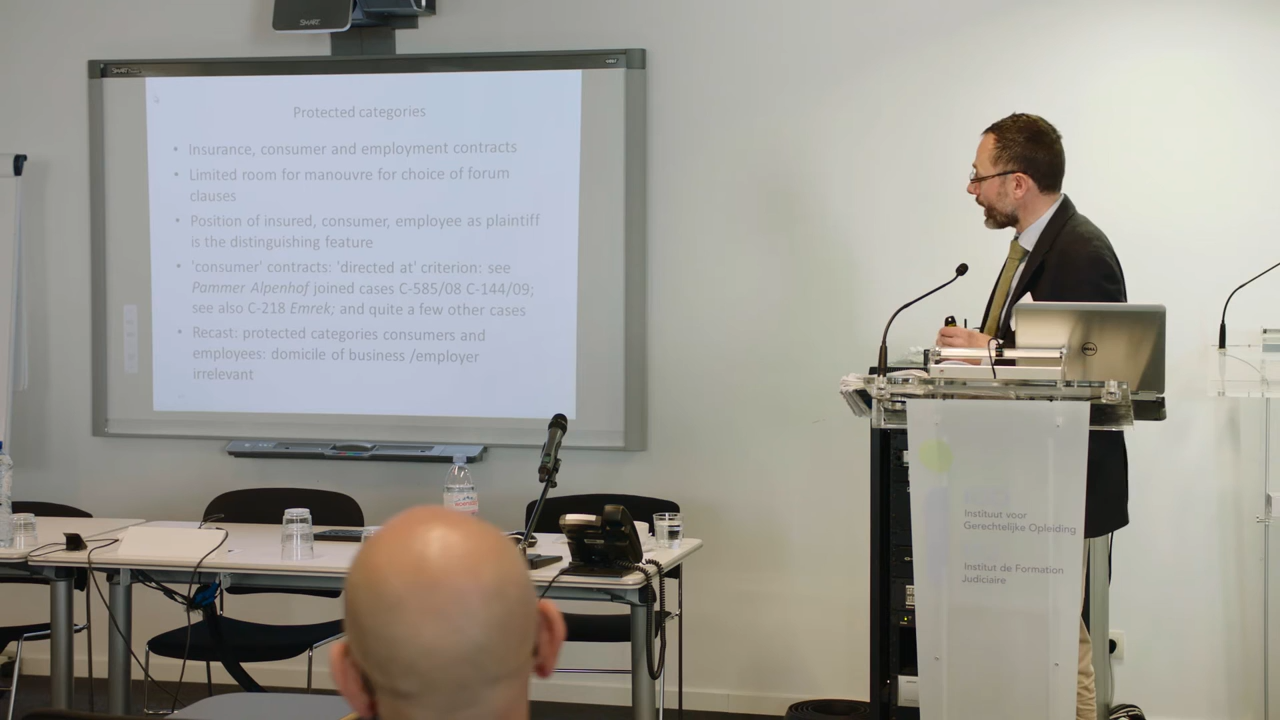 SMART
SMART
Protected categories
• Insurance, consumer and employment contracts
• Limited room for manouvre for choice of forum
clauses
• Position of insured, consumer, employee as plaintiff
is the distinguishing feature
• 'consumer' contracts: 'directed at' criterion: see
Pammer Alpenhof joined cases C-585/08 C-144/09;
see also C-218 Emrek; and quite a few other cases
• Recast: protected categories consumers and
employees: domicile of business /employer
irrelevant
DELL
Instituut voor
Gerechtelijke Opleiding
Institut de Formation
Judiciaire